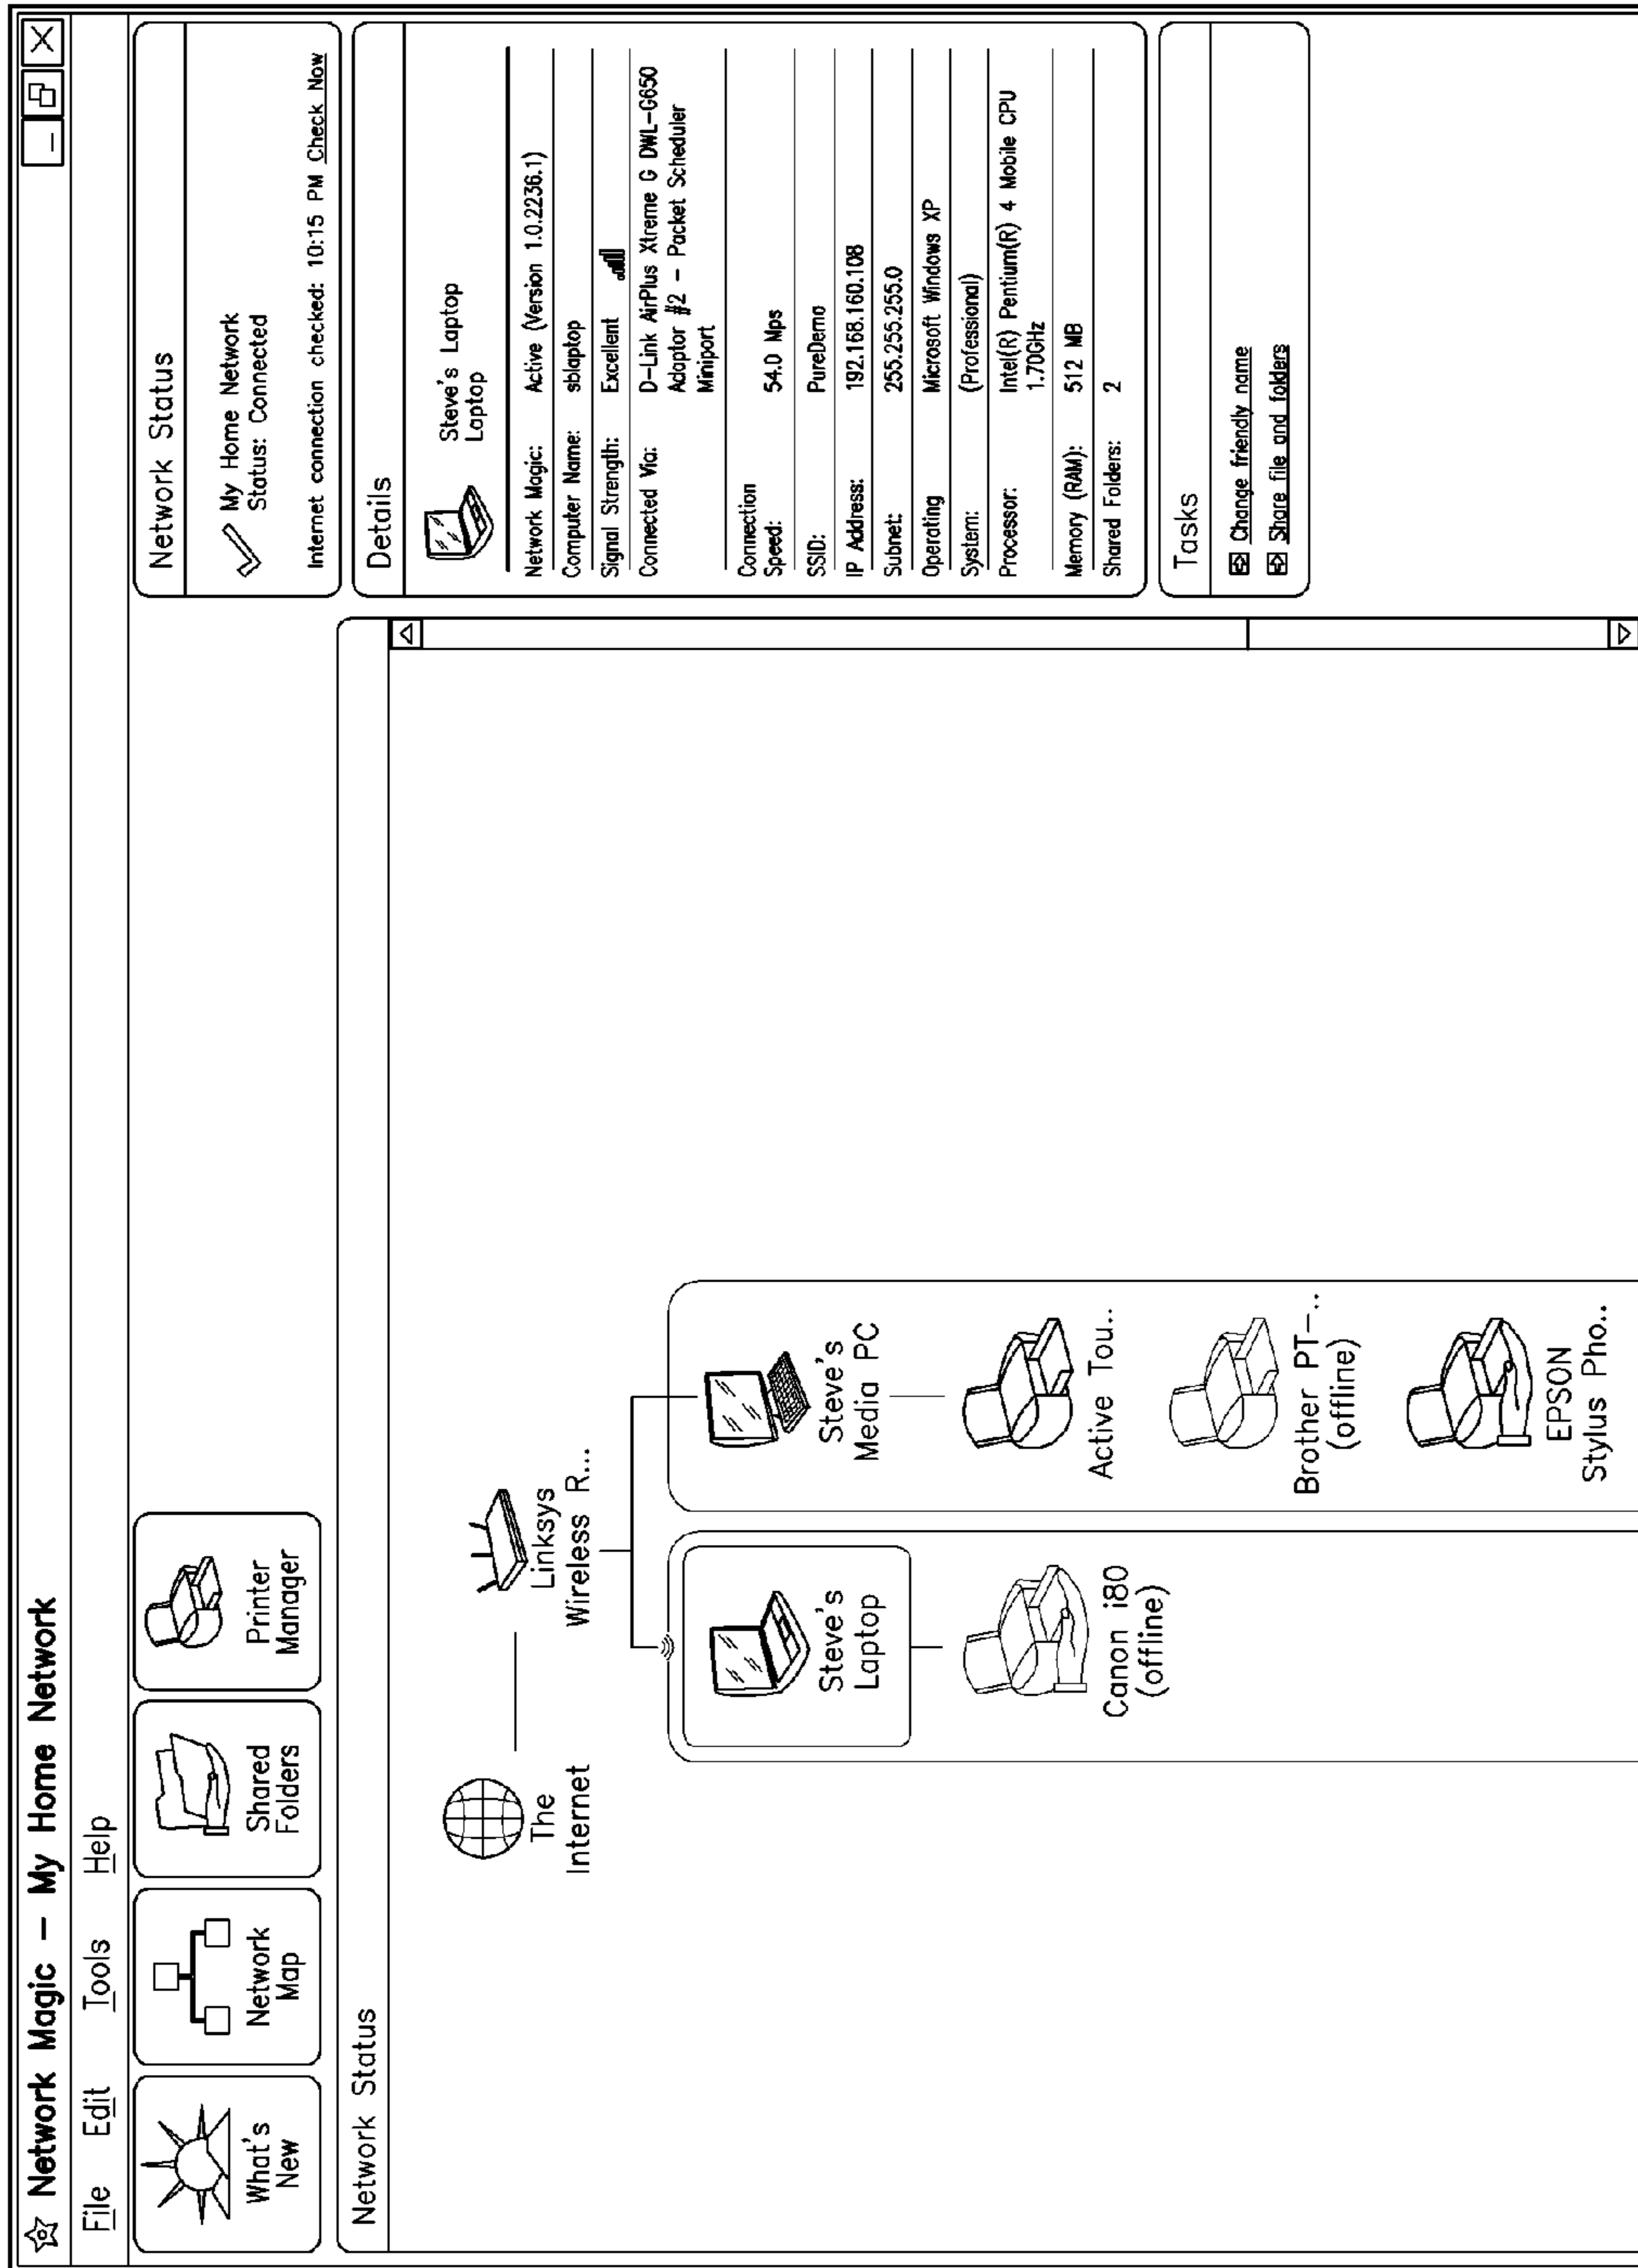 Network Magic – My Home Network
File Edit Tools Help
What's
New
Network
Map
Shared
Folders
Printer
Manager
Network Status
The
Internet
Linksys
Wireless R...
Steve's
Laptop
Canon i80
(offline)
Steve's
Media PC
Active Tou..
Brother PT-..
(offline)
EPSON
Stylus Pho..
Network Status
My Home Network
Status: Connected
Internet connection checked: 10:15 PM Check Now
Details
Steve's Laptop
Laptop
Network Magic: Active (Version 1.0.2236.1)
Computer Name: sblaptop
Signal Strength: Excellent
Connected Via: D-Link AirPlus Xtreme G DWL-G650
Adaptor #2 – Packet Scheduler
Miniport
Connection
Speed: 54.0 Mps
SSID: PureDemo
IP Address: 192.168.160.108
Subnet: 255.255.255.0
Operating Microsoft Windows XP
System: (Professional)
Processor: Intel(R) Pentium(R) 4 Mobile CPU
1.70GHz
Memory (RAM): 512 MB
Shared Folders: 2
Tasks
Change friendly name
Share file and folders